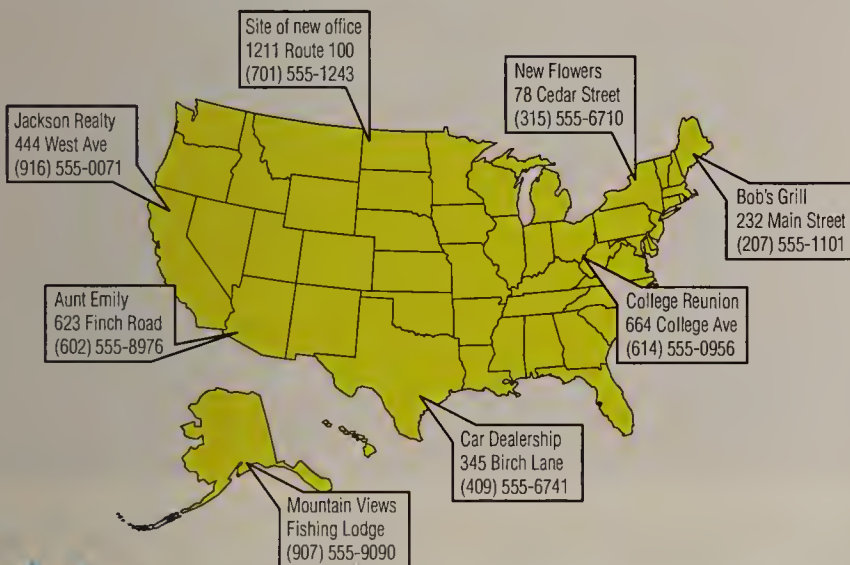 Site of new office
1211 Route 100
(701) 555-1243
New Flowers
78 Cedar Street
(315) 555-6710
Jackson Realty
444 West Ave
(916) 555-0071
Bob's Grill
232 Main Street
(207) 555-1101
Aunt Emily
623 Finch Road
(602) 555-8976
College Reunion
664 College Ave
(614) 555-0956
Car Dealership
345 Birch Lane
(409) 555-6741
Mountain Views
Fishing Lodge
(907) 555-9090